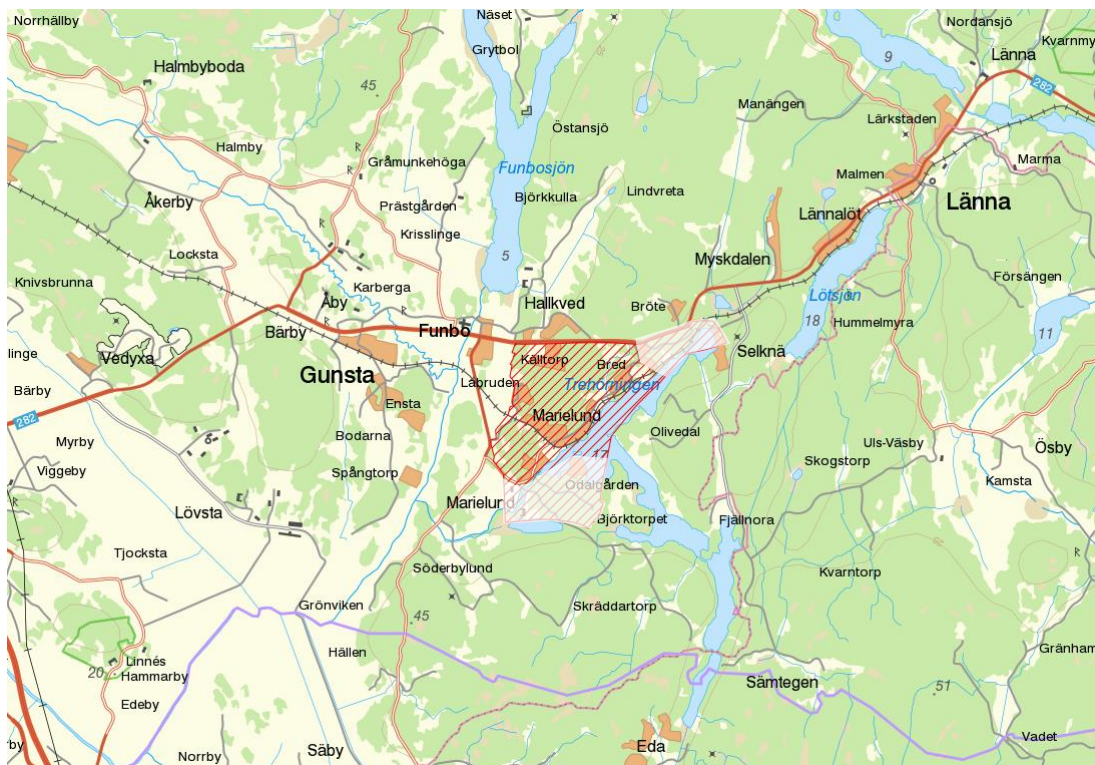 Norrhällby
Näset
Nordansjö
Grytbol
Länna
Kvarnmy
Halmbyboda
45
9
282
Manängen
Lärkstaden
Östansjö
Halmby
Gråmunkehöga
Funbosjön
Marma
Malmen
Åkerby
Prästgården
Björkkulla
Lindvreta
Länna
Lännalöt
Krisslinge
Locksta
5
Myskdalen
Försängen
Knivsbrunna
Karberga
Lötsjön
Åby
Hallkved
Bröte
18
Hummelmyra
11
Bärby
Funbo
linge
Vedyxa
Källtorp
Bred
Selknä
Gunsta
Labruden
Trehörningen
Bärby
Ensta
282
Marielund
Olivedal
Myrby
Bodarna
Uls-Väsby
Ösby
17
Viggeby
Spångtorp
Skogstorp
Kamsta
Odalgården
Marielund
Lövsta
Björktorpet
Fjällnora
Tjocksta
Söderbylund
Kvarntorp
Grönviken
Skräddartorp
45
Hällen
Gränham
20
Linnés
Hammarby
Sämtegen
51
Edeby
Vadet
rby
Norrby
Säby
Eda